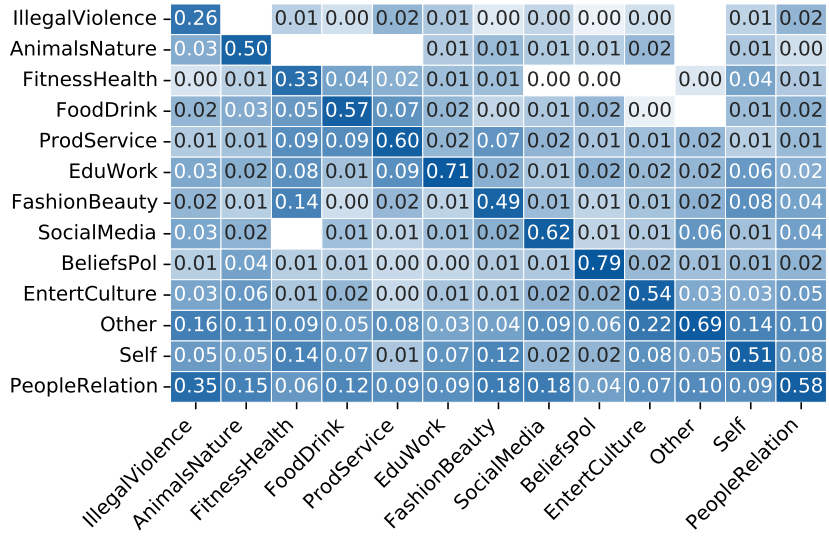 IllegalViolence 0.26 0.01 0.00 0.02 0.01 0.00 0.00 0.00 0.00 0.01 0.02
AnimalsNature 0.03 0.50 0.01 0.01 0.01 0.01 0.02 0.01 0.00
FitnessHealth 0.00 0.01 0.33 0.04 0.02 0.01 0.01 0.00 0.00 0.00 0.04 0.01
FoodDrink 0.02 0.03 0.05 0.57 0.07 0.02 0.00 0.01 0.02 0.00 0.01 0.02
ProdService 0.01 0.01 0.09 0.09 0.60 0.02 0.07 0.02 0.01 0.01 0.02 0.01 0.01
EduWork 0.03 0.02 0.08 0.01 0.09 0.71 0.02 0.01 0.02 0.02 0.02 0.06 0.02
FashionBeauty 0.02 0.01 0.14 0.00 0.02 0.01 0.49 0.01 0.01 0.01 0.02 0.08 0.04
SocialMedia 0.03 0.02 0.01 0.01 0.01 0.02 0.62 0.01 0.01 0.06 0.01 0.04
BeliefsPol 0.01 0.04 0.01 0.01 0.00 0.00 0.01 0.01 0.79 0.02 0.01 0.01 0.02
EntertCulture 0.03 0.06 0.01 0.02 0.00 0.01 0.01 0.02 0.02 0.54 0.03 0.03 0.05
Other 0.16 0.11 0.09 0.05 0.08 0.03 0.04 0.09 0.06 0.22 0.69 0.14 0.10
Self 0.05 0.05 0.14 0.07 0.01 0.07 0.12 0.02 0.02 0.08 0.05 0.51 0.08
PeopleRelation 0.35 0.15 0.06 0.12 0.09 0.09 0.18 0.18 0.04 0.07 0.10 0.09 0.58
IllegalViolence
AnimalsNature
FitnessHealth
FoodDrink
ProdService
EduWork
FashionBeauty
SocialMedia
BeliefsPol
EntertCulture
Other
Self
PeopleRelation